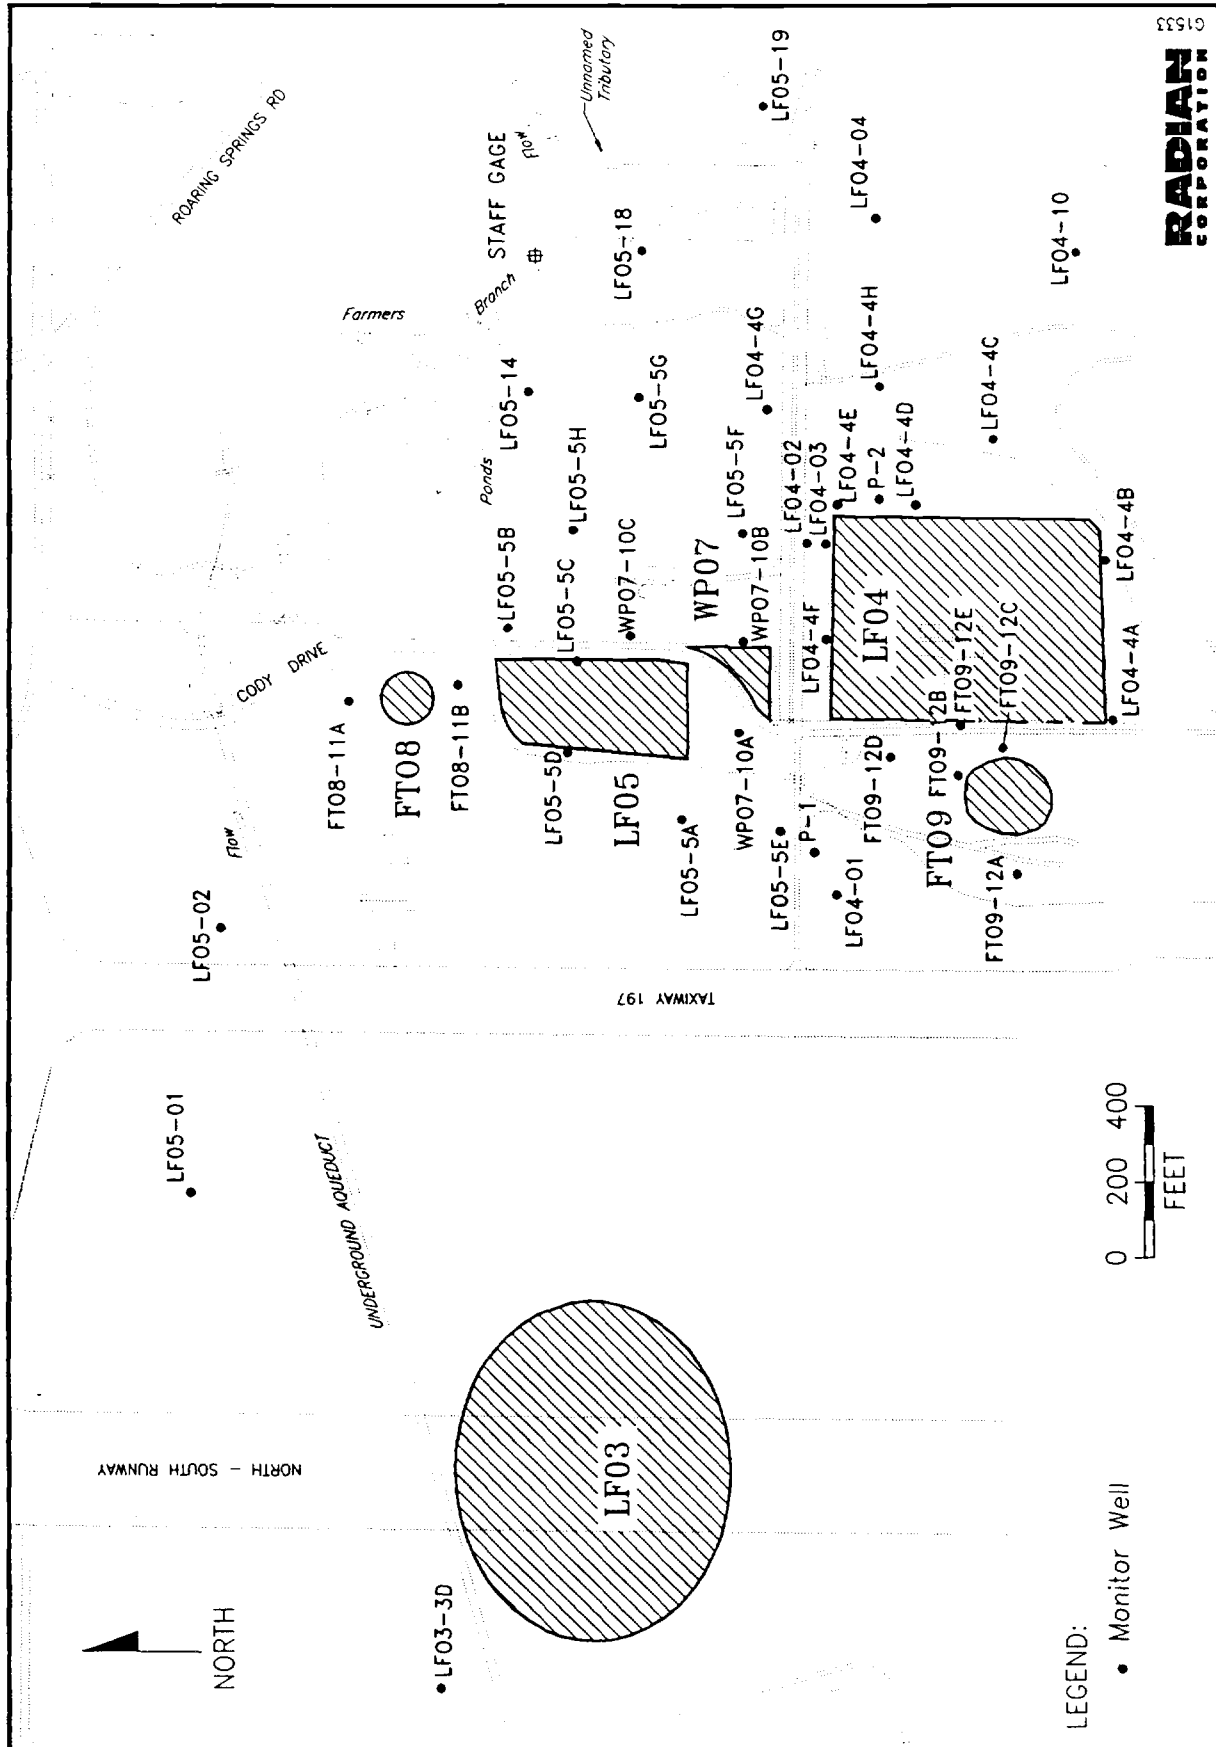 ROARING SPRINGS RD
Unnamed
Tributary
STAFF GAGE
Flow
LF05-19
LF05-18
LF04-04
LF04-10
Farmers
Branch
LF05-14
LF05-5G
LF04-4G
LF04-4H
LF04-4C
Ponds
LF05-5B
LF05-5H
LF05-5C
WP07-10C
WP07
LF05-5F
WP07-10B
LF04-02
LF04-03
LF04-4E
P-2
LF04-4D
LF04-4B
LF04-4F
LF04
FT09-12E
FT09-12C
LF04-4A
CODY DRIVE
FT08-11A
FT08
FT08-11B
LF05-5D
LF05
LF05-5A
WP07-10A
LF05-5E
P-1
LF04-01
FT09-12D
FT09-12B
FT09
FT09-12A
Flow
LF05-02
TAXIWAY 197
LF05-01
UNDERGROUND AQUEDUCT
NORTH - SOUTH RUNWAY
LF03
LF03-3D
NORTH
0 200 400
FEET
LEGEND:
• Monitor Well
RADIAN
CORPORATION
G1533